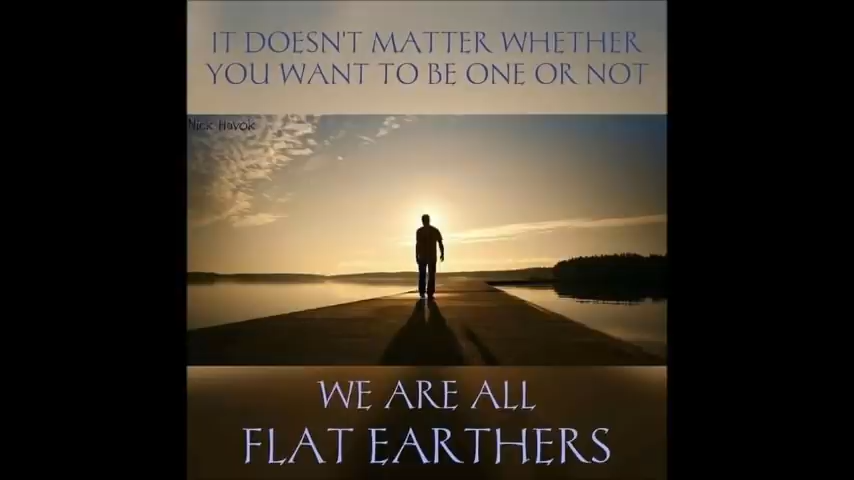 IT DOESN'T MATTER WHETHER
YOU WANT TO BE ONE OR NOT
Nick Havok
WE ARE ALL
FLAT EARTHERS